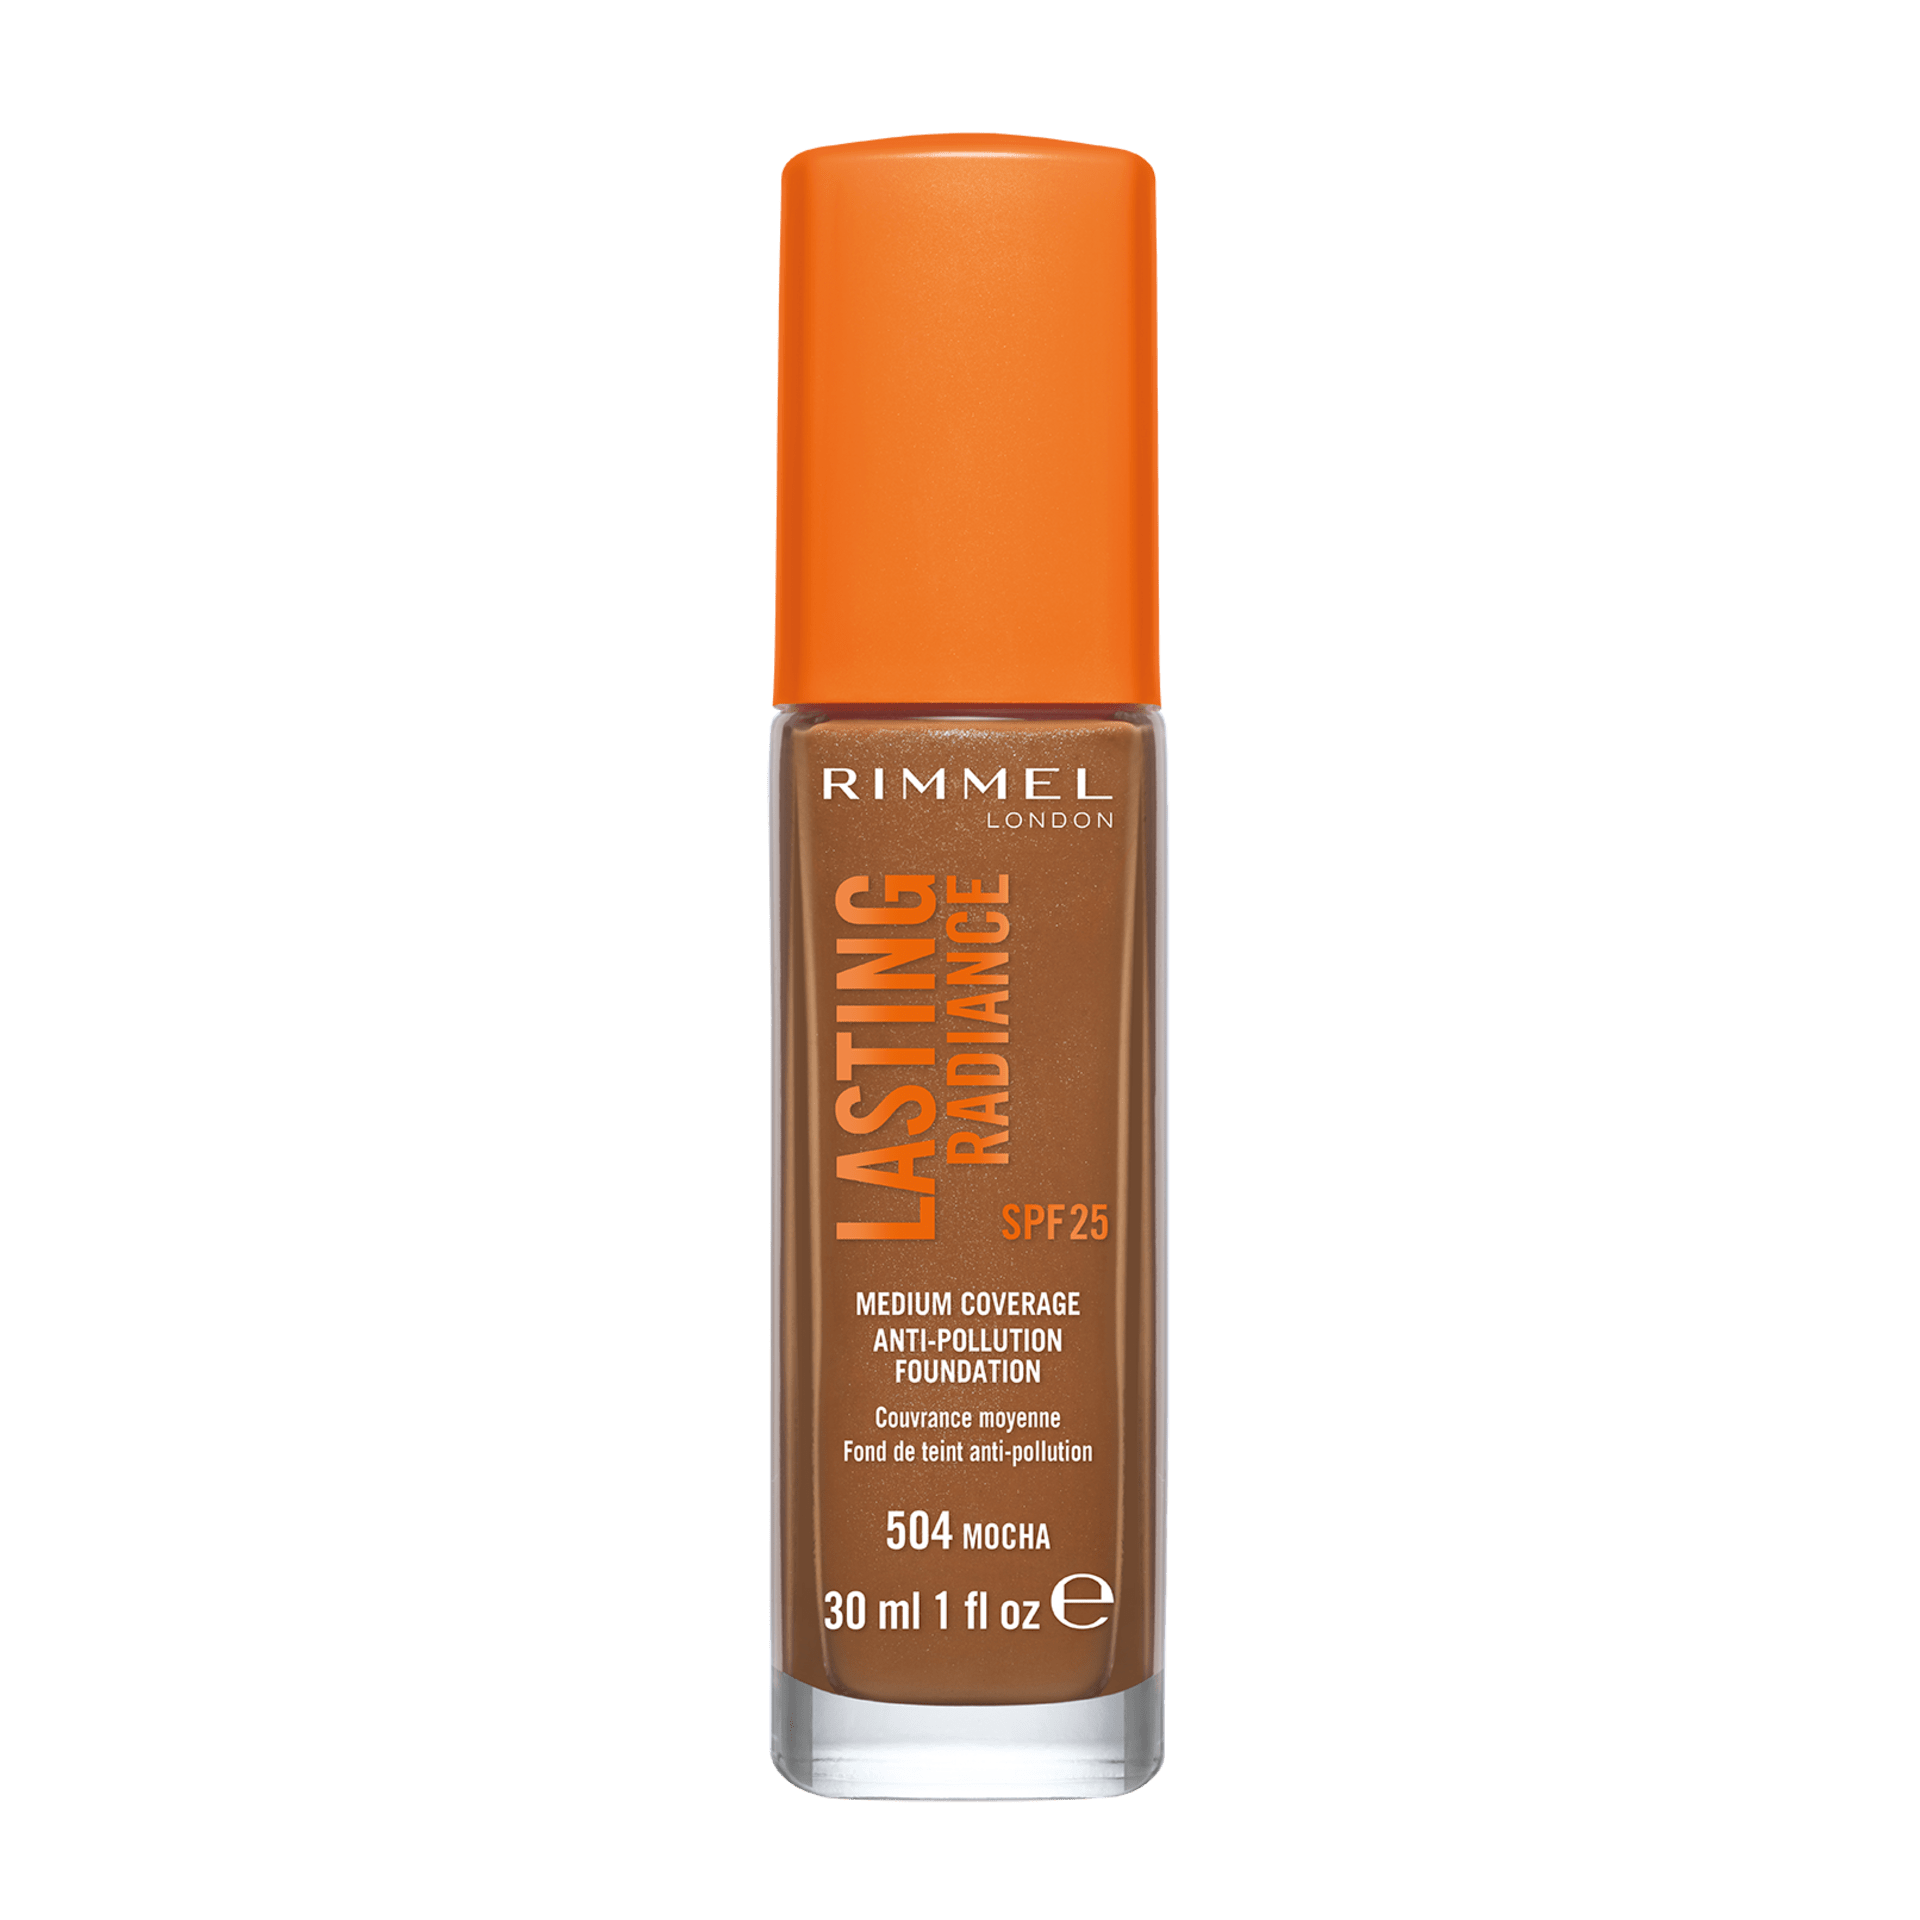 RIMMEL
LONDON
LASTING
RADIANCE
SPF 25
MEDIUM COVERAGE
ANTI-POLLUTION
FOUNDATION
Couvrance moyenne
Fond de teint anti-pollution
504 MOCHA
30 ml 1 fl oz ℮